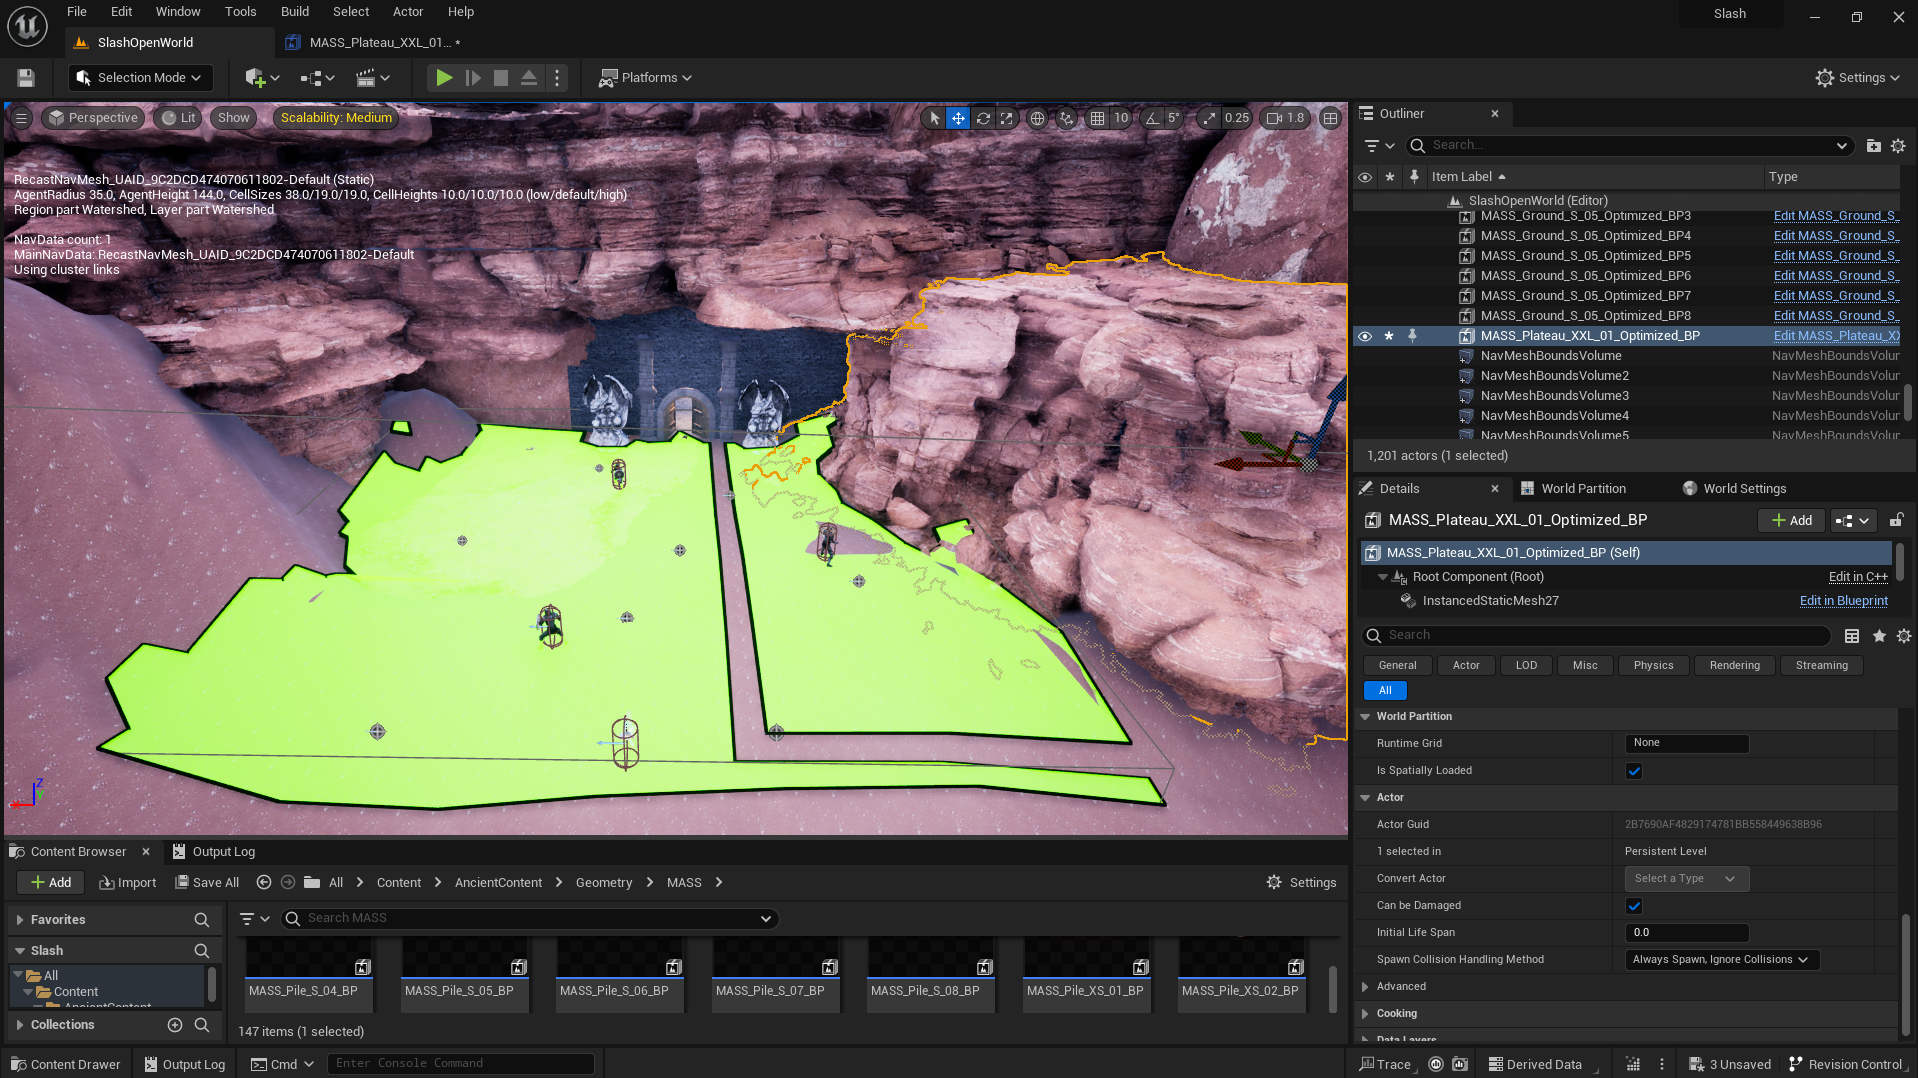 File Edit Window Tools Build Select Actor Help
Slash
SlashOpenWorld
MASS_Plateau_XXL_01... *
Selection Mode
Platforms
Settings
Perspective
Lit
Show
Scalability: Medium
10
5°
0.25
1.8
RecastNavMesh_UAID_9C2DCD474070611802-Default (Static)
AgentRadius 35.0, AgentHeight 144.0, CellSizes 38.0/19.0/19.0, CellHeights 10.0/10.0/10.0 (low/default/high)
Region part Watershed, Layer part Watershed
NavData count: 1
MainNavData: RecastNavMesh_UAID_9C2DCD474070611802-Default
Using cluster links
Z
Outliner
Search...
Item Label
Type
SlashOpenWorld (Editor)
MASS_Ground_S_05_Optimized_BP3 Edit MASS_Ground_S_
MASS_Ground_S_05_Optimized_BP4 Edit MASS_Ground_S_
MASS_Ground_S_05_Optimized_BP5 Edit MASS_Ground_S_
MASS_Ground_S_05_Optimized_BP6 Edit MASS_Ground_S_
MASS_Ground_S_05_Optimized_BP7 Edit MASS_Ground_S_
MASS_Ground_S_05_Optimized_BP8 Edit MASS_Ground_S_
MASS_Plateau_XXL_01_Optimized_BP Edit MASS_Plateau_XX
NavMeshBoundsVolume NavMeshBoundsVolur
NavMeshBoundsVolume2 NavMeshBoundsVolur
NavMeshBoundsVolume3 NavMeshBoundsVolur
NavMeshBoundsVolume4 NavMeshBoundsVolur
NavMeshBoundsVolume5 NavMeshBoundsVolur
1,201 actors (1 selected)
Details
World Partition
World Settings
MASS_Plateau_XXL_01_Optimized_BP
Add
MASS_Plateau_XXL_01_Optimized_BP (Self)
Root Component (Root) Edit in C++
InstancedStaticMesh27 Edit in Blueprint
Search
General Actor LOD Misc Physics Rendering Streaming
All
World Partition
Runtime Grid None
Is Spatially Loaded
Actor
Actor Guid 2B7690AF4829174781BB558449638B96
1 selected in Persistent Level
Convert Actor Select a Type
Can be Damaged
Initial Life Span 0.0
Spawn Collision Handling Method Always Spawn, Ignore Collisions
Advanced
Cooking
Data Layers
Content Browser
Output Log
Add Import Save All All Content AncientContent Geometry MASS Settings
Favorites
Search MASS
Slash
All
Content
AncientContent
Collections
MASS_Pile_S_04_BP MASS_Pile_S_05_BP MASS_Pile_S_06_BP MASS_Pile_S_07_BP MASS_Pile_S_08_BP MASS_Pile_XS_01_BP MASS_Pile_XS_02_BP
147 items (1 selected)
Content Drawer
Output Log
Cmd
Enter Console Command
Trace
Derived Data
3 Unsaved
Revision Control